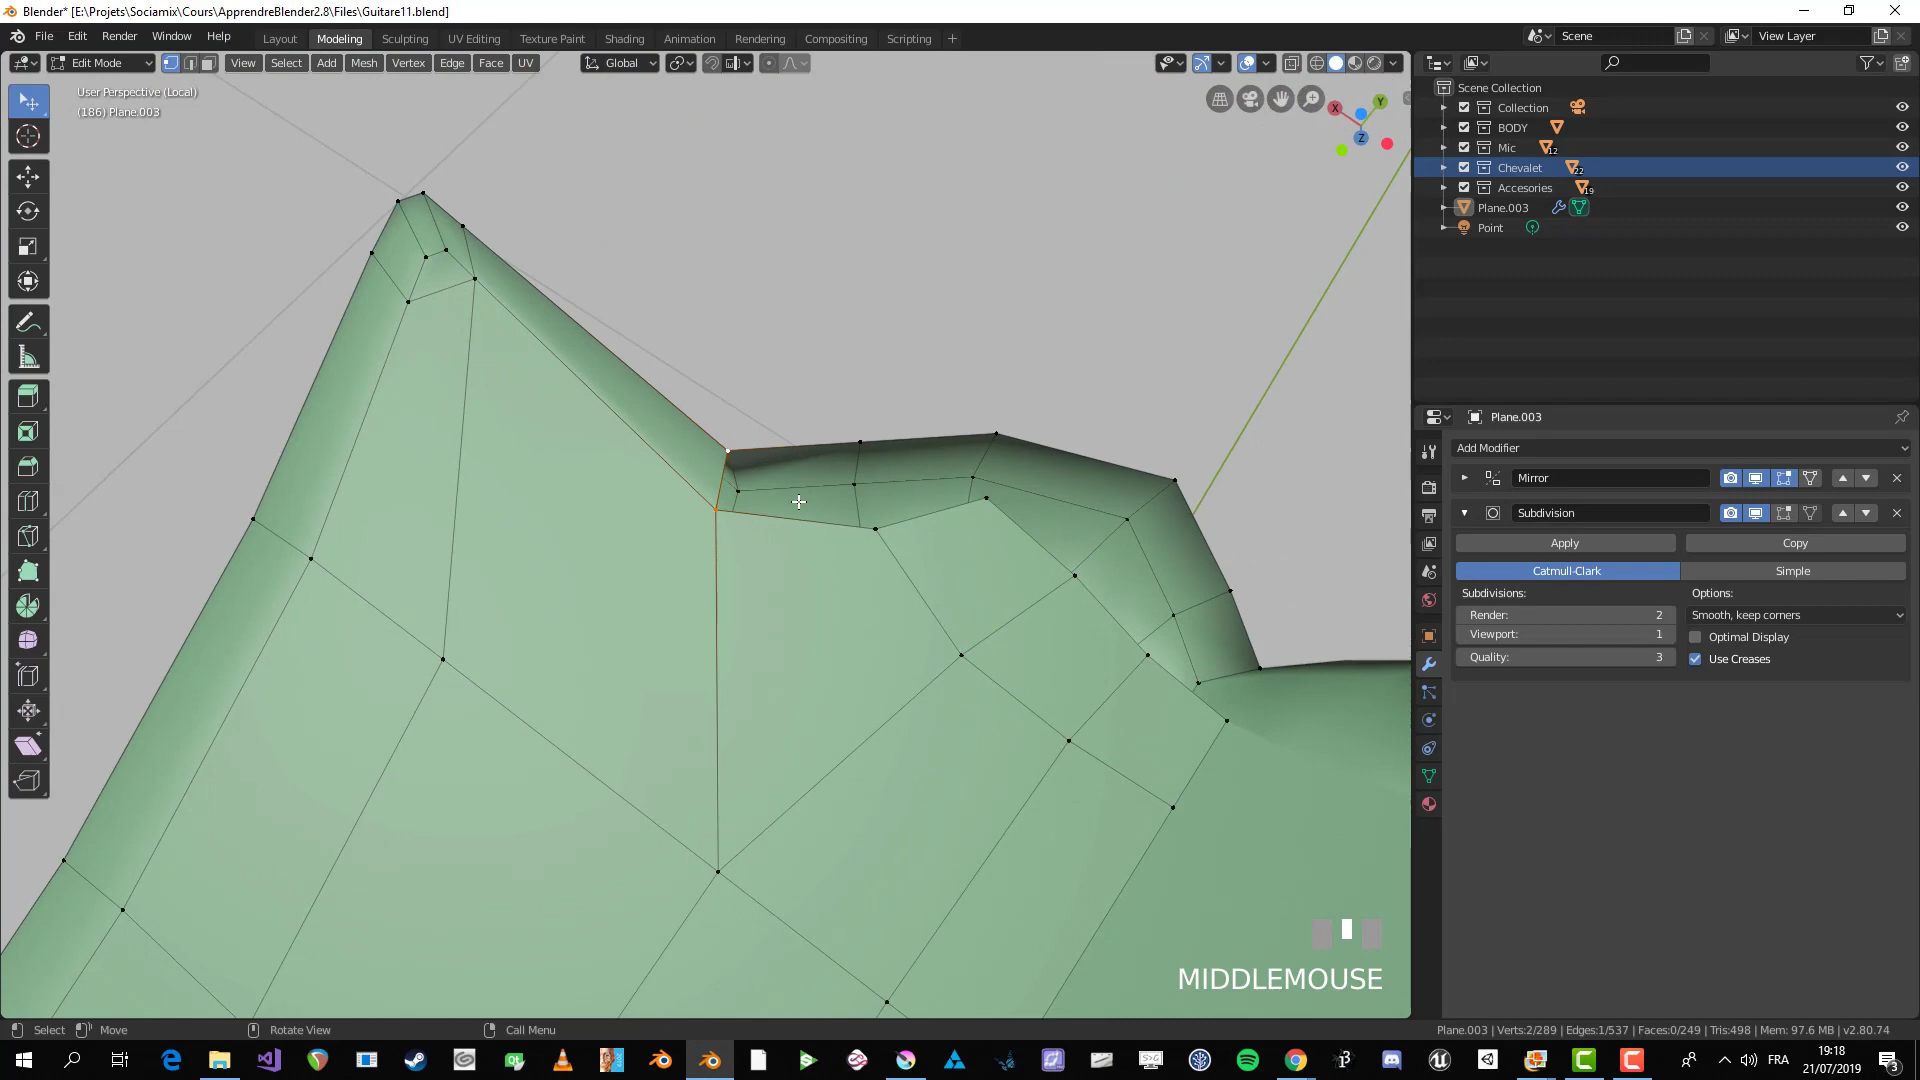 Blender* [E:\Projets\Sociamix\Cours\ApprendreBlender2.8\Files\Guitare11.blend]
File Edit Render Window Help Layout Modeling Sculpting UV Editing Texture Paint Shading Animation Rendering Compositing Scripting + Scene View Layer
Edit Mode View Select Add Mesh Vertex Edge Face UV Global
User Perspective (Local)
(186) Plane.003
X Y Z
Scene Collection
Collection
BODY
Mic 12
Chevalet 22
Accesories 19
Plane.003
Point
Plane.003
Add Modifier
Mirror
Subdivision
Apply Copy
Catmull-Clark Simple
Subdivisions: Options:
Render: 2 Smooth, keep corners
Viewport: 1 Optimal Display
Quality: 3 Use Creases
MIDDLEMOUSE
Select Move Rotate View Call Menu Plane.003 | Verts:2/289 | Edges:1/537 | Faces:0/249 | Tris:498 | Mem: 97.6 MB | v2.80.74
FRA
19:18
21/07/2019
3